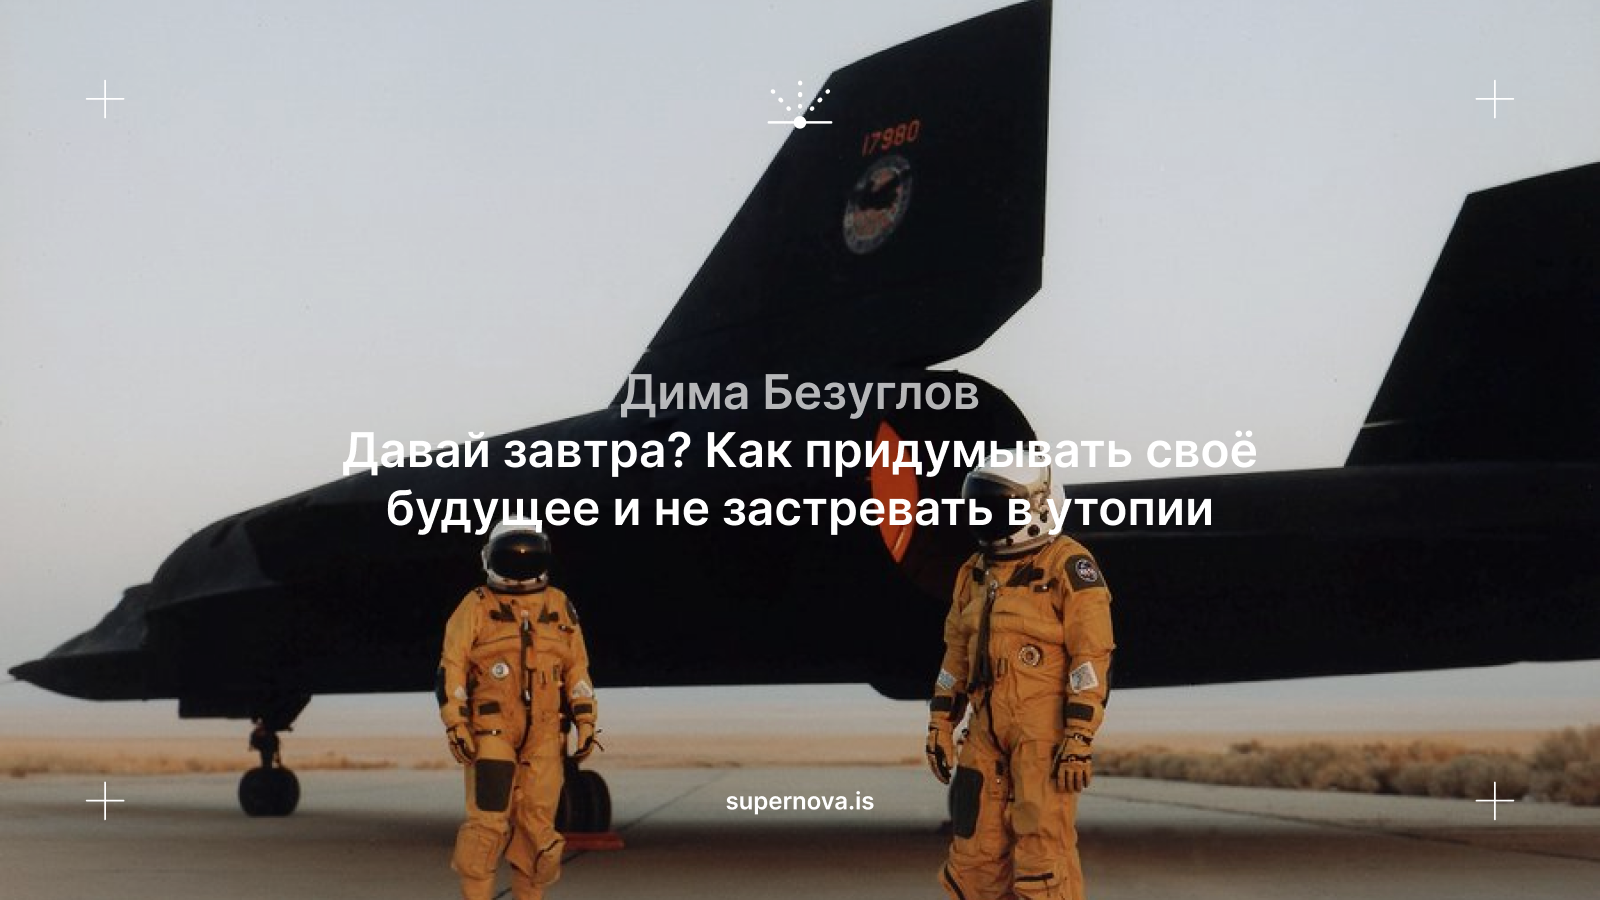 17980
Дима Безуглов
Давай завтра? Как придумывать своё
будущее и не застревать в утопии
supernova.is